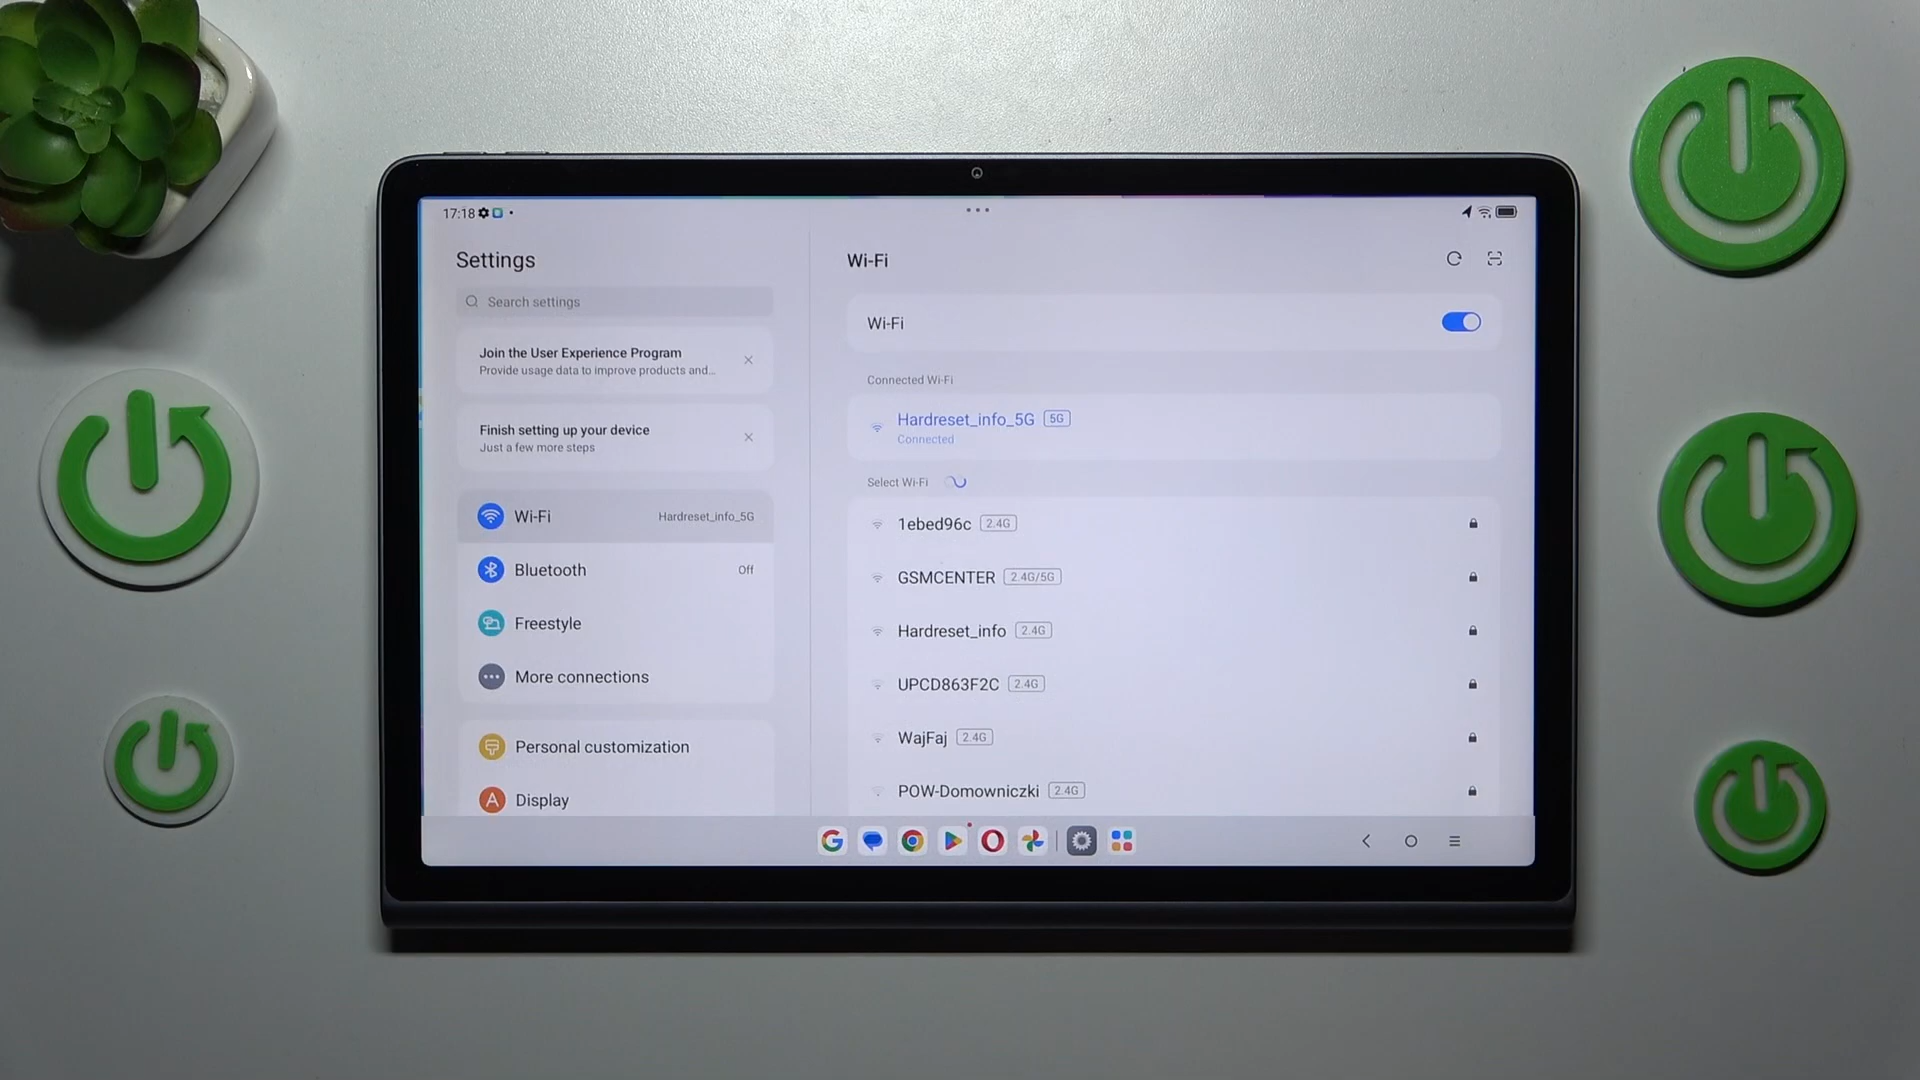 17:18
Settings
Search settings
Join the User Experience Program
Provide usage data to improve products and...
Finish setting up your device
Just a few more steps
Wi-Fi Hardreset_info_5G
Bluetooth Off
Freestyle
More connections
Personal customization
Display
Wi-Fi
Wi-Fi
Connected Wi-Fi
Hardreset_info_5G 5G
Connected
Select Wi-Fi
1ebed96c 2.4G
GSMCENTER 2.4G/5G
Hardreset_info 2.4G
UPCD863F2C 2.4G
WajFaj 2.4G
POW-Domowniczki 2.4G